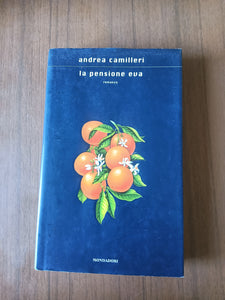 andrea camilleri
la pensione eva
romanzo
MONDADORI